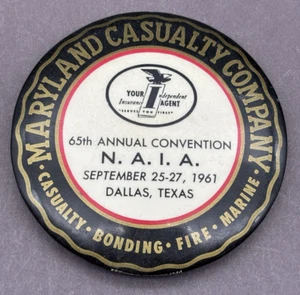 MARYLAND CASUALTY COMPANY
YOUR Independent
Insurance AGENT
"SERVES YOU FIRST"
65th ANNUAL CONVENTION
N. A. I. A.
SEPTEMBER 25-27, 1961
DALLAS, TEXAS
• CASUALTY • BONDING • FIRE • MARINE •